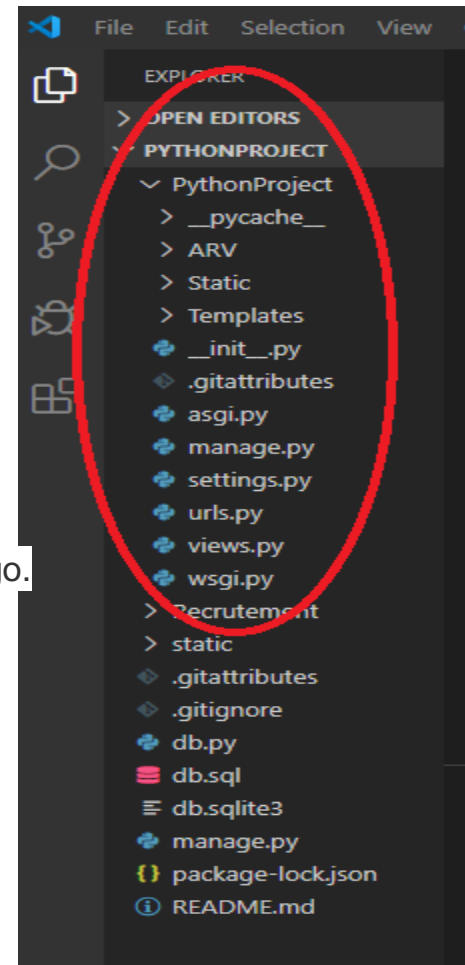 File Edit Selection View
EXPLORER
> OPEN EDITORS
PYTHONPROJECT
PythonProject
> __pycache__
> ARV
> Static
> Templates
__init__.py
.gitattributes
asgi.py
manage.py
settings.py
urls.py
views.py
go.
wsgi.py
> Recrutement
> static
.gitattributes
.gitignore
db.py
db.sql
db.sqlite3
manage.py
{} package-lock.json
README.md